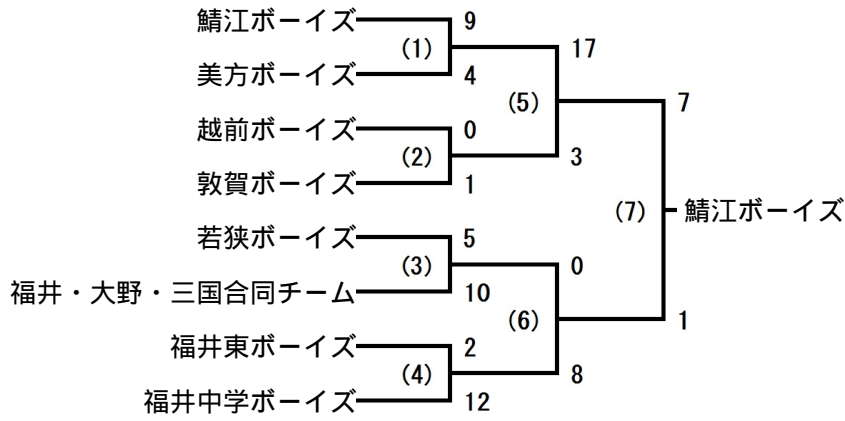 鯖江ボーイズ 9
(1) 17
美方ボーイズ 4
(5) 7
越前ボーイズ 0
(2) 3
敦賀ボーイズ 1
(7) 鯖江ボーイズ
若狭ボーイズ 5
(3) 0
福井・大野・三国合同チーム 10
(6) 1
福井東ボーイズ 2
(4) 8
福井中学ボーイズ 12